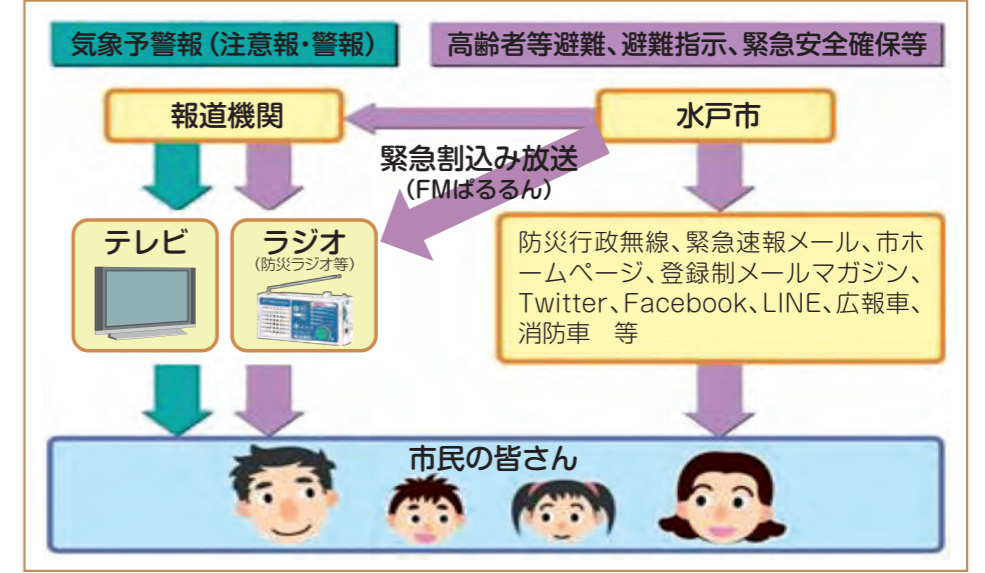 気象予警報（注意報・警報）
高齢者等避難、避難指示、緊急安全確保等
報道機関
水戸市
緊急割込み放送
（FMぱるるん）
テレビ
ラジオ
（防災ラジオ等）
防災行政無線、緊急速報メール、市ホ
ームページ、登録制メールマガジン、
Twitter、Facebook、LINE、広報車、
消防車　等
市民の皆さん